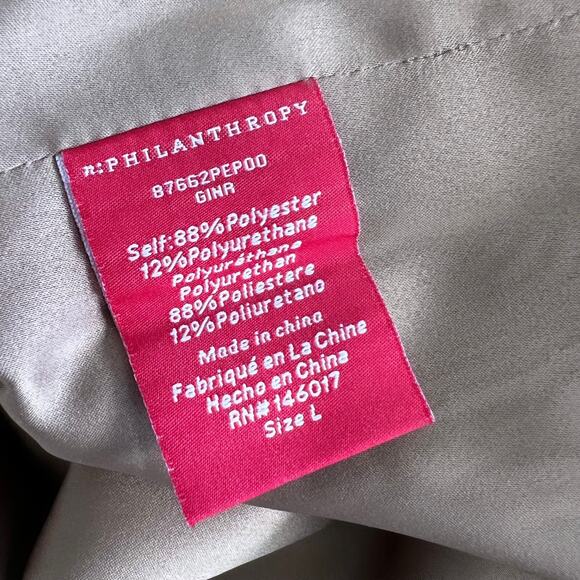 n:PHILANTHROPY
87662PEP00
GINA
Self:88%Polyester
12%Polyurethane
Polyuréthane
Polyurethan
88%Poliestere
12%Poliuretano
Made in china
Fabriqué en La Chine
Hecho en China
RN# 146017
Size L